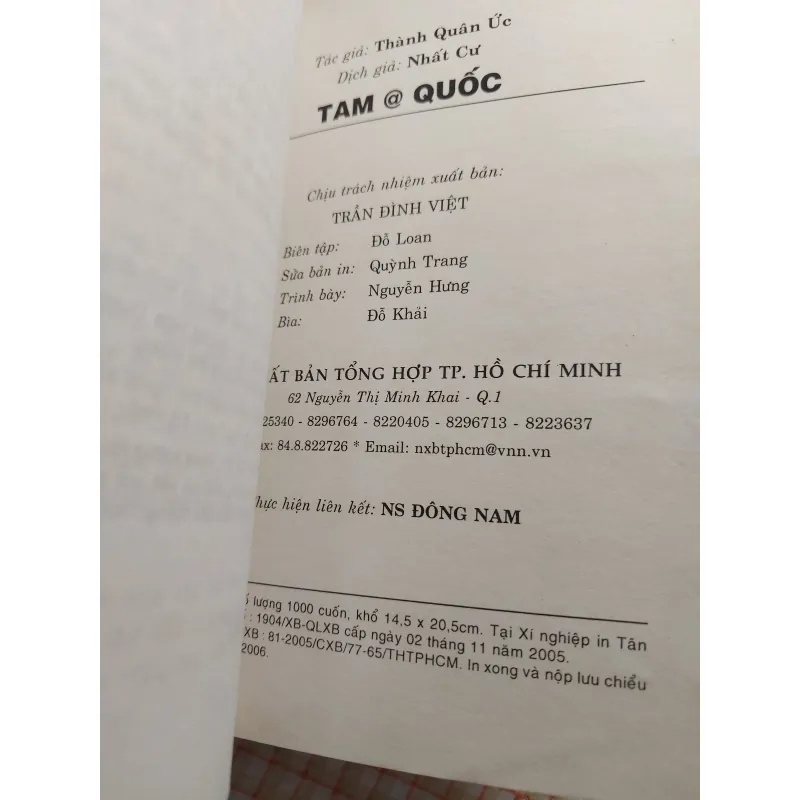 Tác giả: Thành Quân Ức
Dịch giả: Nhất Cư
TAM @ QUỐC
Chịu trách nhiệm xuất bản:
TRẦN ĐÌNH VIỆT
Biên tập: Đỗ Loan
Sửa bản in: Quỳnh Trang
Trình bày: Nguyễn Hưng
Bìa: Đỗ Khải
ẤT BẢN TỔNG HỢP TP. HỒ CHÍ MINH
62 Nguyễn Thị Minh Khai - Q.1
25340 - 8296764 - 8220405 - 8296713 - 8223637
ax: 84.8.822726 * Email: nxbtphcm@vnn.vn
hực hiện liên kết: NS ĐÔNG NAM
ố lượng 1000 cuốn, khổ 14,5 x 20,5cm. Tại Xí nghiệp in Tân
: 1904/XB-QLXB cấp ngày 02 tháng 11 năm 2005.
XB : 81-2005/CXB/77-65/THTPHCM. In xong và nộp lưu chiểu
2006.